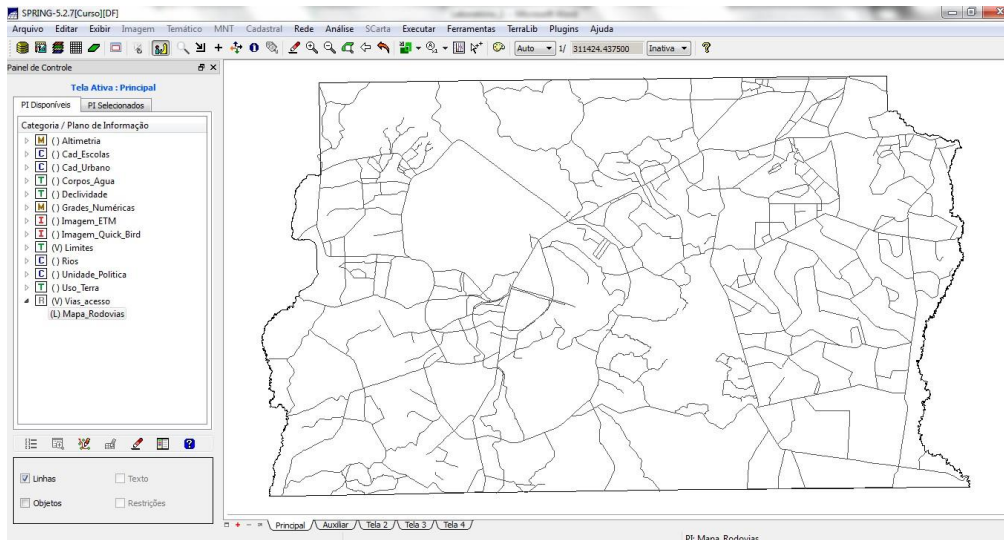 SPRING-5.2.7[Curso][DF]
Arquivo Editar Exibir Imagem Temático MNT Cadastral Rede Análise SCarta Executar Ferramentas TerraLib Plugins Ajuda
Auto 1/ 311424.437500 Inativa
Painel de Controle
Tela Ativa : Principal
PI Disponíveis PI Selecionados
Categoria / Plano de Informação
M () Altimetria
C () Cad_Escolas
C () Cad_Urbano
T () Corpos_Agua
T () Declividade
M () Grades_Numéricas
I () Imagem_ETM
I () Imagem_Quick_Bird
T (V) Limites
C () Rios
C () Unidade_Politica
T () Uso_Terra
R (V) Vias_acesso
(L) Mapa_Rodovias
Linhas Texto
Objetos Restrições
Principal Auxiliar Tela 2 Tela 3 Tela 4
PI: Mapa_Rodovias